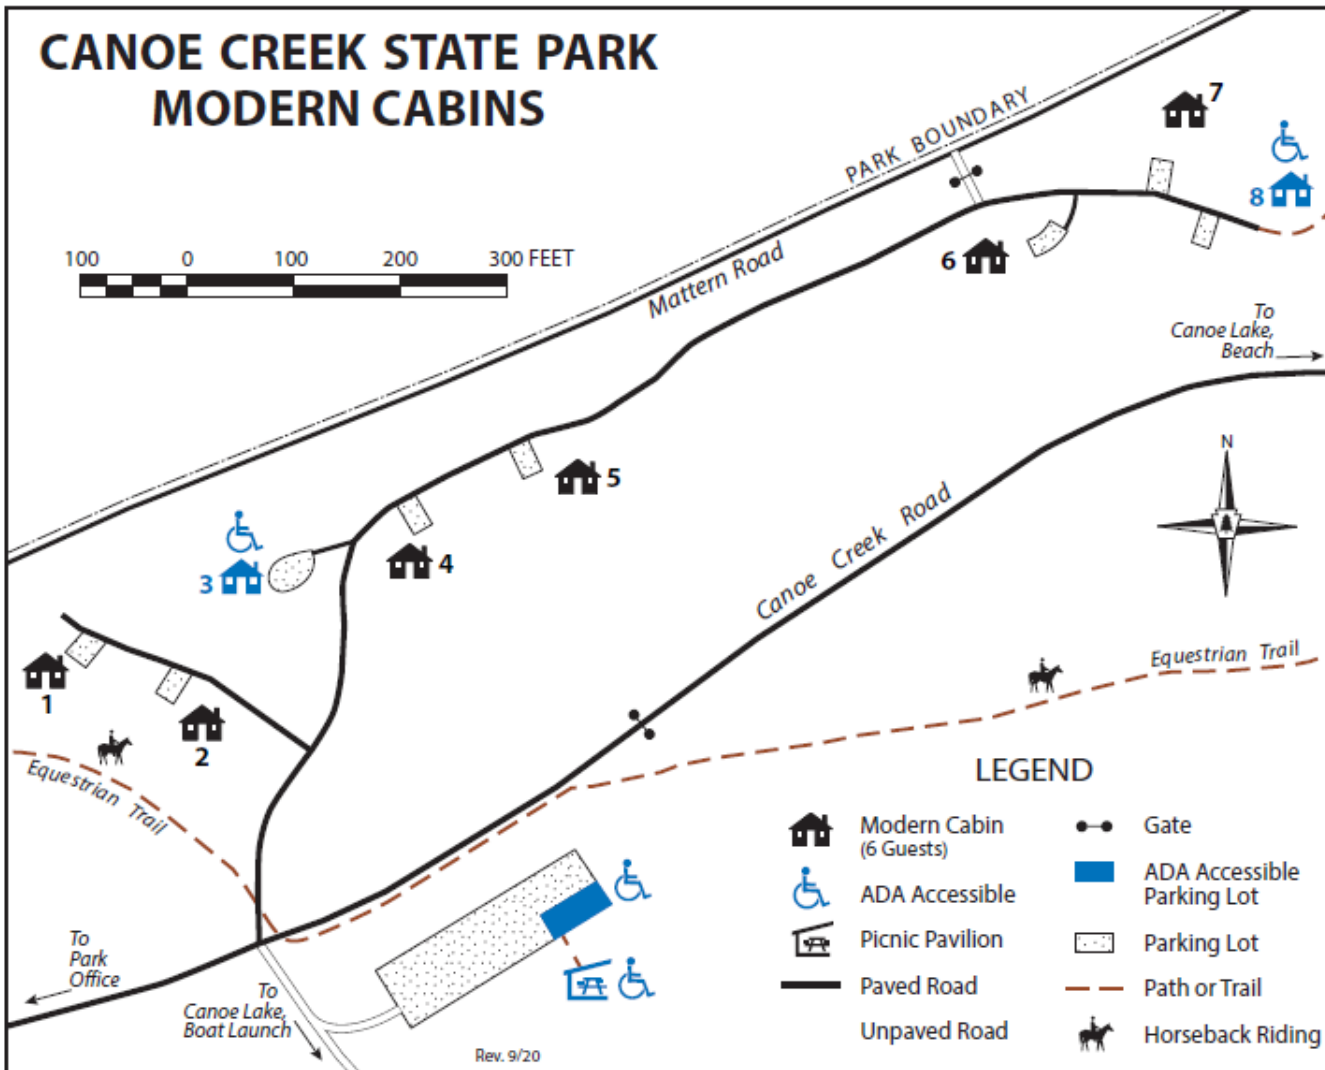 CANOE CREEK STATE PARK
MODERN CABINS
PARK BOUNDARY
7
8
100 0 100 200 300 FEET
Mattern Road
6
To
Canoe Lake,
Beach
N
5
4
3
Canoe Creek Road
1
2
Equestrian Trail
Equestrian Trail
To
Park
Office
To
Canoe Lake,
Boat Launch
Rev. 9/20
LEGEND
Modern Cabin
(6 Guests)
ADA Accessible
Picnic Pavilion
Paved Road
Unpaved Road
Gate
ADA Accessible
Parking Lot
Parking Lot
Path or Trail
Horseback Riding